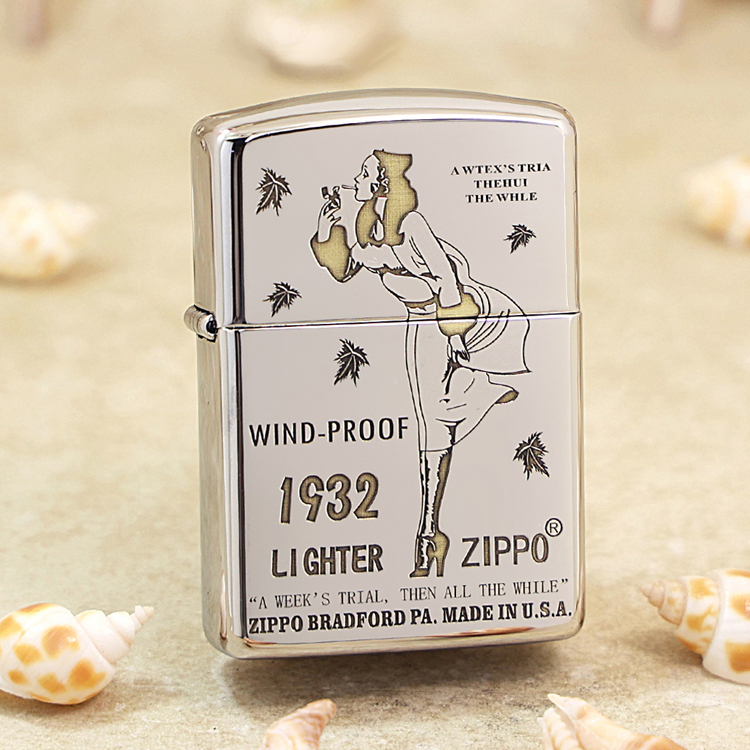 A WTEX'S TRIA
THEHUI
THE WHLE
WIND-PROOF
1932
LIGHTER
ZIPPO®
"A WEEK'S TRIAL, THEN ALL THE WHILE"
ZIPPO BRADFORD PA. MADE IN U.S.A.